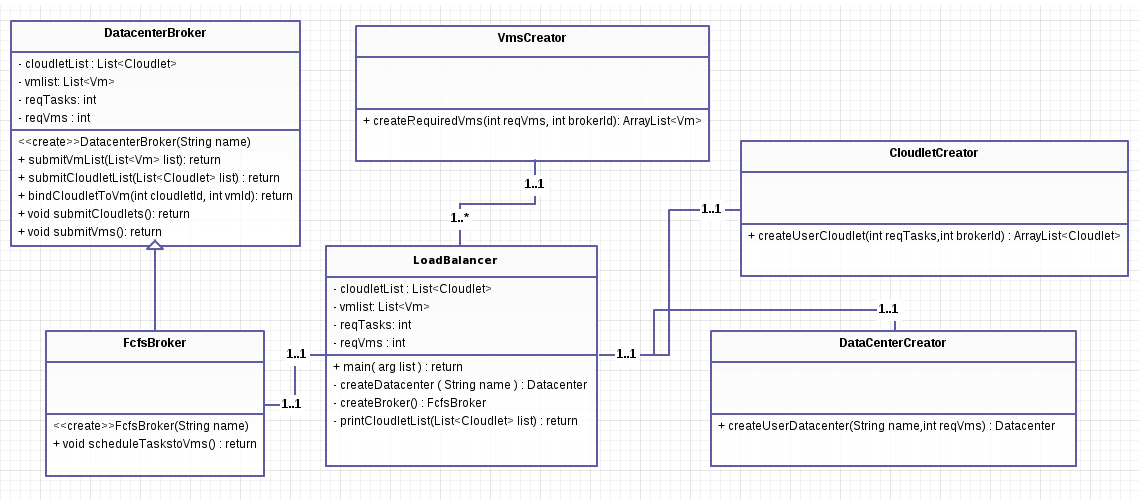 DatacenterBroker
- cloudletList : List<Cloudlet>
- vmlist: List<Vm>
- reqTasks: int
- reqVms : int
<<create>>DatacenterBroker(String name)
+ submitVmList(List<Vm> list): return
+ submitCloudletList(List<Cloudlet> list) : return
+ bindCloudletToVm(int cloudletId, int vmId): return
+ void submitCloudlets(): return
+ void submitVms(): return
VmsCreator
+ createRequiredVms(int reqVms, int brokerId): ArrayList<Vm>
1..1
1..*
CloudletCreator
+ createUserCloudlet(int reqTasks,int brokerId) : ArrayList<Cloudlet>
1..1
LoadBalancer
- cloudletList : List<Cloudlet>
- vmlist: List<Vm>
- reqTasks: int
- reqVms : int
+ main( arg list ) : return
- createDatacenter ( String name ) : Datacenter
- createBroker() : FcfsBroker
- printCloudletList(List<Cloudlet> list) : return
1..1
1..1
1..1
1..1
FcfsBroker
<<create>>FcfsBroker(String name)
+ void scheduleTaskstoVms() : return
DataCenterCreator
+ createUserDatacenter(String name,int reqVms) : Datacenter